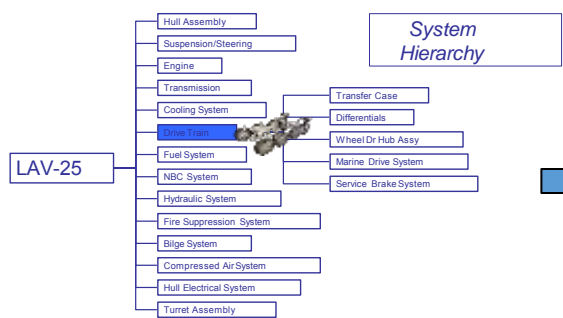 System
Hierarchy
LAV-25
Hull Assembly
Suspension/Steering
Engine
Transmission
Cooling System
Drive Train
Fuel System
NBC System
Hydraulic System
Fire Suppression System
Bilge System
Compressed Air System
Hull Electrical System
Turret Assembly
Transfer Case
Differentials
Wheel Dr Hub Assy
Marine Drive System
Service Brake System